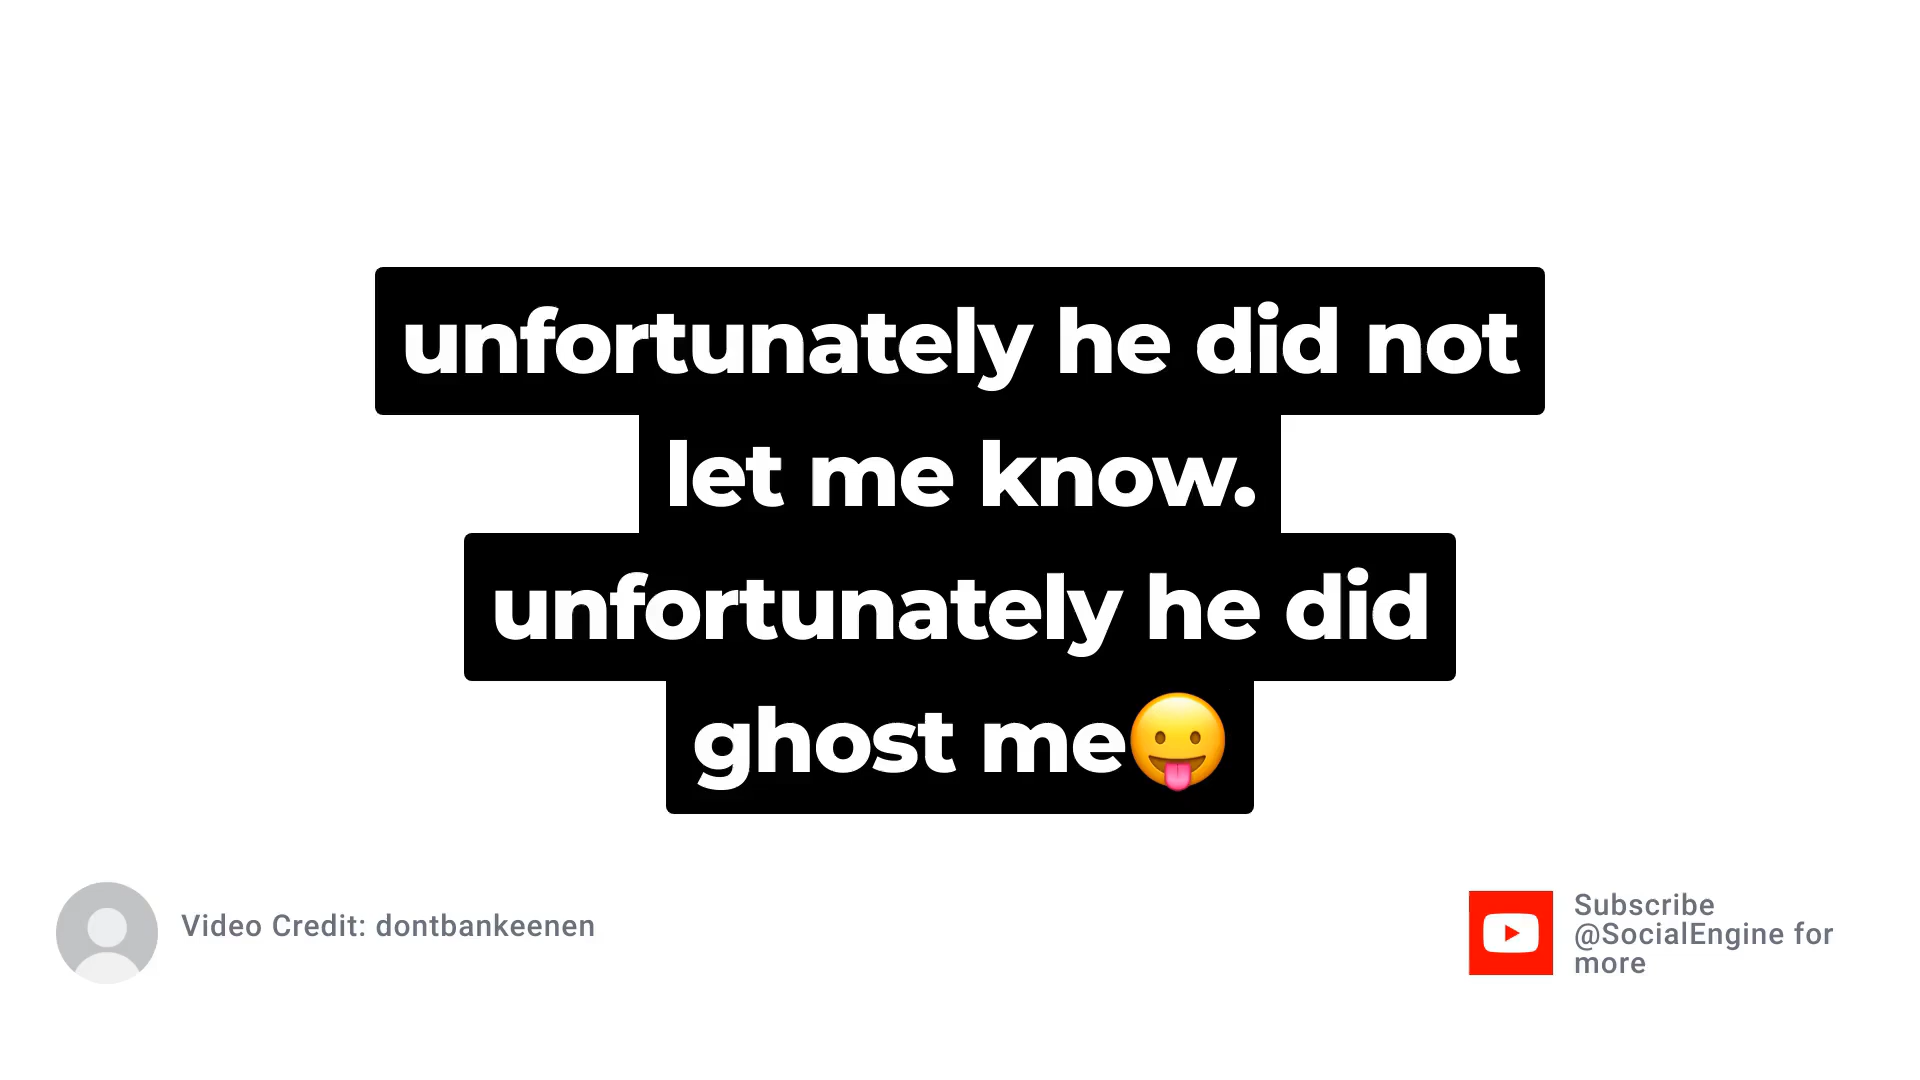 unfortunately he did not
let me know.
unfortunately he did
ghost me😛
Video Credit: dontbankeenen
Subscribe
@SocialEngine for
more